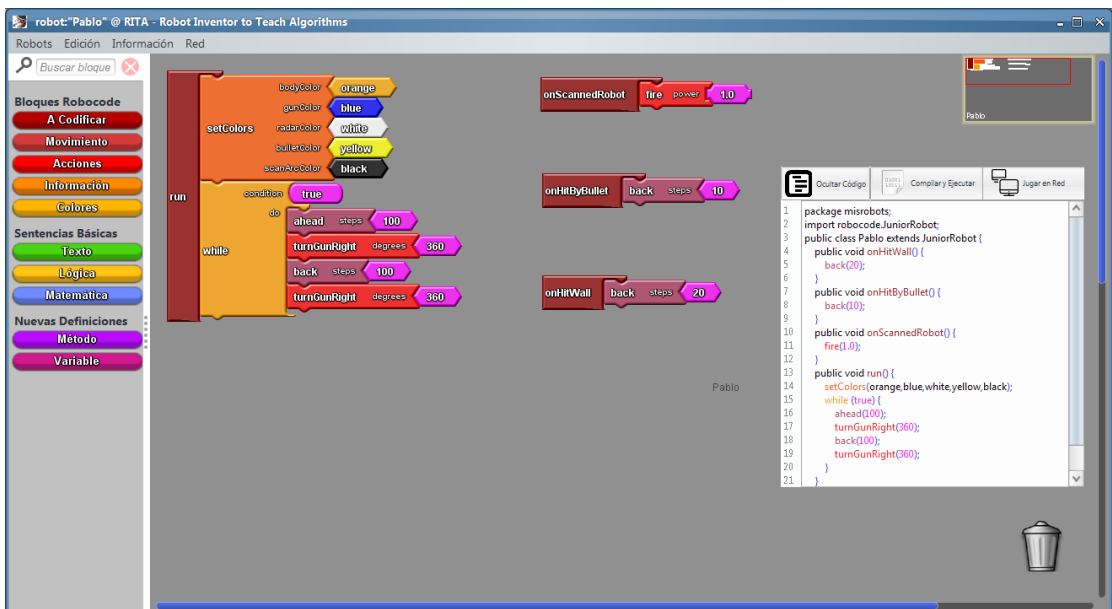 robot:"Pablo" @ RITA - Robot Inventor to Teach Algorithms
Robots Edición Información Red
Buscar bloque
Bloques Robocode
A Codificar
Movimiento
Acciones
Información
Colores
Sentencias Básicas
Texto
Lógica
Matemática
Nuevas Definiciones
Método
Variable
run
setColors
bodyColor orange
gunColor blue
radarColor white
bulletColor yellow
scanArcColor black
while
condition true
do
ahead steps 100
turnGunRight degrees 360
back steps 100
turnGunRight degrees 360
onScannedRobot fire power 1.0
onHitByBullet back steps 10
onHitWall back steps 20
Pablo
Pablo
Ocultar Código
Compilar y Ejecutar
Jugar en Red
1 package misrobots;
2 import robocode.JuniorRobot;
3 public class Pablo extends JuniorRobot {
4 public void onHitWall() {
5 back(20);
6 }
7 public void onHitByBullet() {
8 back(10);
9 }
10 public void onScannedRobot() {
11 fire(1.0);
12 }
13 public void run() {
14 setColors(orange,blue,white,yellow,black);
15 while (true) {
16 ahead(100);
17 turnGunRight(360);
18 back(100);
19 turnGunRight(360);
20 }
21 }